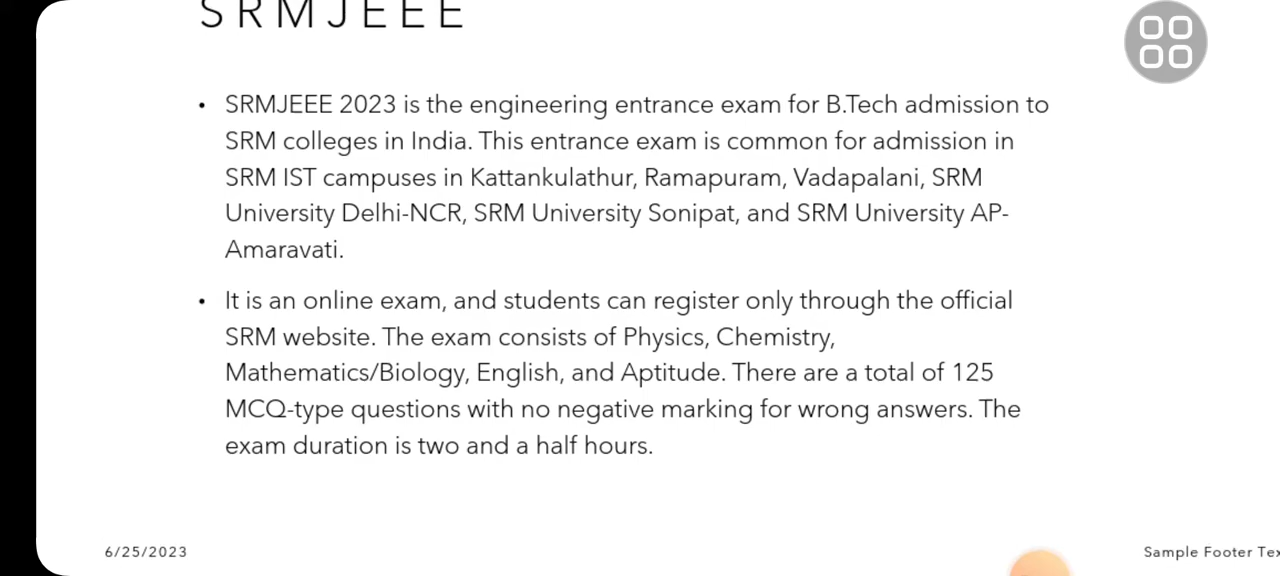 SRMJEEE
• SRMJEEE 2023 is the engineering entrance exam for B.Tech admission to
SRM colleges in India. This entrance exam is common for admission in
SRM IST campuses in Kattankulathur, Ramapuram, Vadapalani, SRM
University Delhi-NCR, SRM University Sonipat, and SRM University AP-
Amaravati.
• It is an online exam, and students can register only through the official
SRM website. The exam consists of Physics, Chemistry,
Mathematics/Biology, English, and Aptitude. There are a total of 125
MCQ-type questions with no negative marking for wrong answers. The
exam duration is two and a half hours.
6/25/2023
Sample Footer Tex